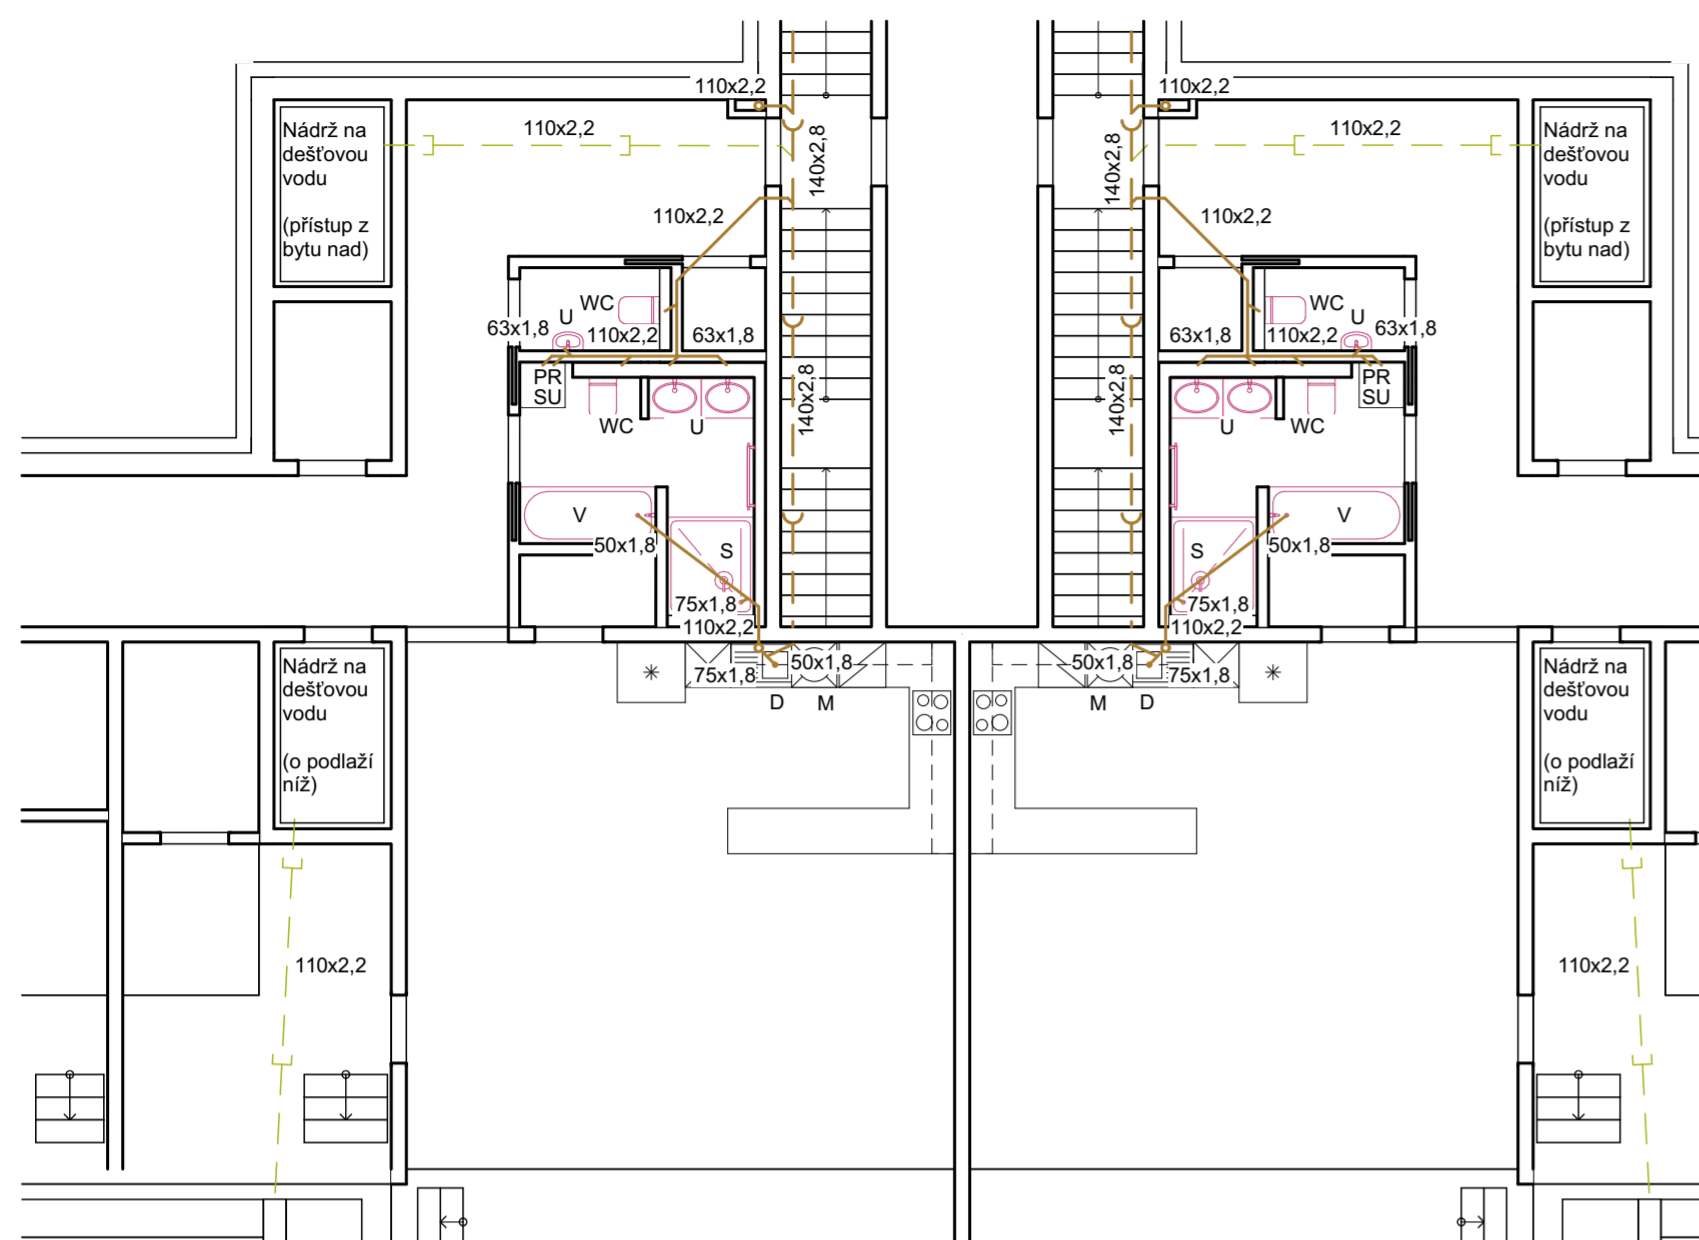 110x2,2
110x2,2
Nádrž na
dešťovou
vodu
(přístup z
bytu nad)
110x2,2
140x2,8
140x2,8
110x2,2
Nádrž na
dešťovou
vodu
(přístup z
bytu nad)
110x2,2
110x2,2
WC
U
63x1,8
110x2,2
63x1,8
WC
U
63x1,8
110x2,2
63x1,8
PR
SU
WC
U
140x2,8
140x2,8
U
WC
PR
SU
V
50x1,8
S
75x1,8
110x2,2
S
V
50x1,8
75x1,8
110x2,2
Nádrž na
dešťovou
vodu
(o podlaží
níž)
75x1,8
50x1,8
D
M
50x1,8
75x1,8
M
D
Nádrž na
dešťovou
vodu
(o podlaží
níž)
110x2,2
110x2,2